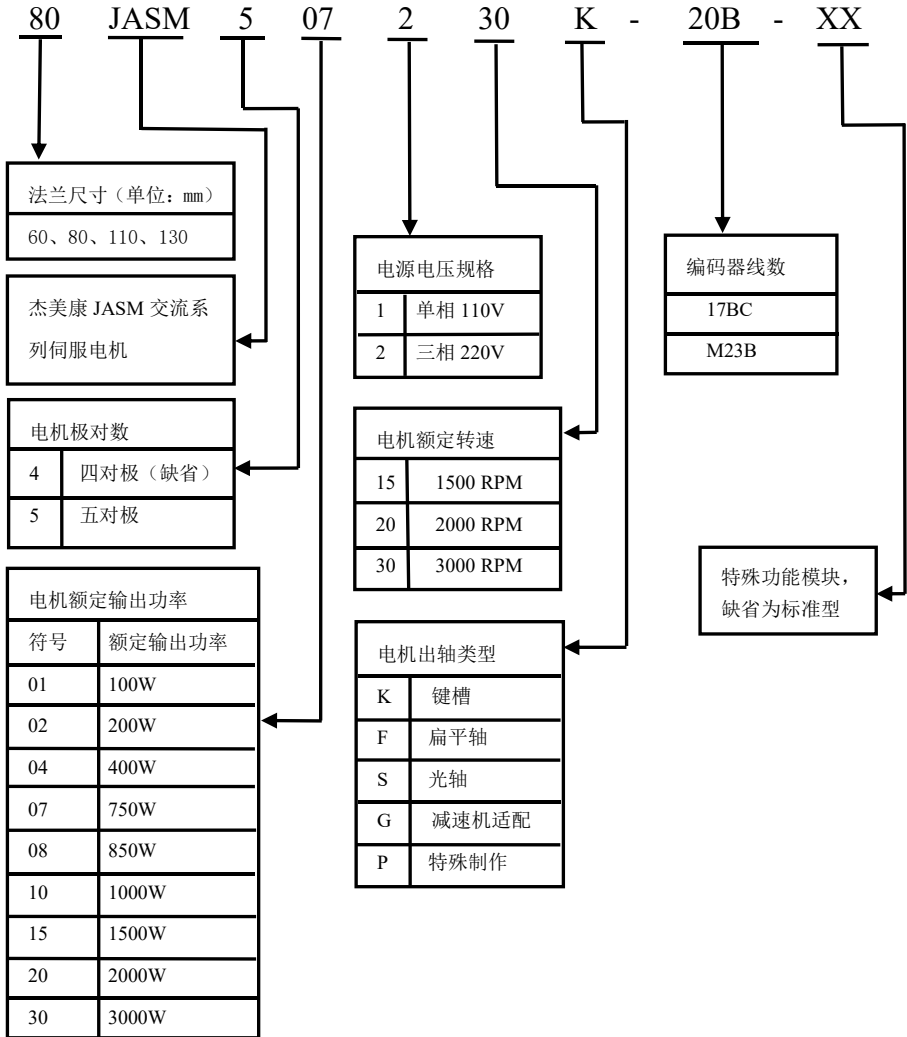 80 JASM 5 07 2 30 K - 20B - XX
法兰尺寸（单位：mm）
60、80、110、130
杰美康 JASM 交流系
列伺服电机
电机极对数
4 四对极（缺省）
5 五对极
电机额定输出功率
符号 额定输出功率
01 100W
02 200W
04 400W
07 750W
08 850W
10 1000W
15 1500W
20 2000W
30 3000W
电源电压规格
1 单相 110V
2 三相 220V
电机额定转速
15 1500 RPM
20 2000 RPM
30 3000 RPM
电机出轴类型
K 键槽
F 扁平轴
S 光轴
G 减速机适配
P 特殊制作
编码器线数
17BC
M23B
特殊功能模块，
缺省为标准型